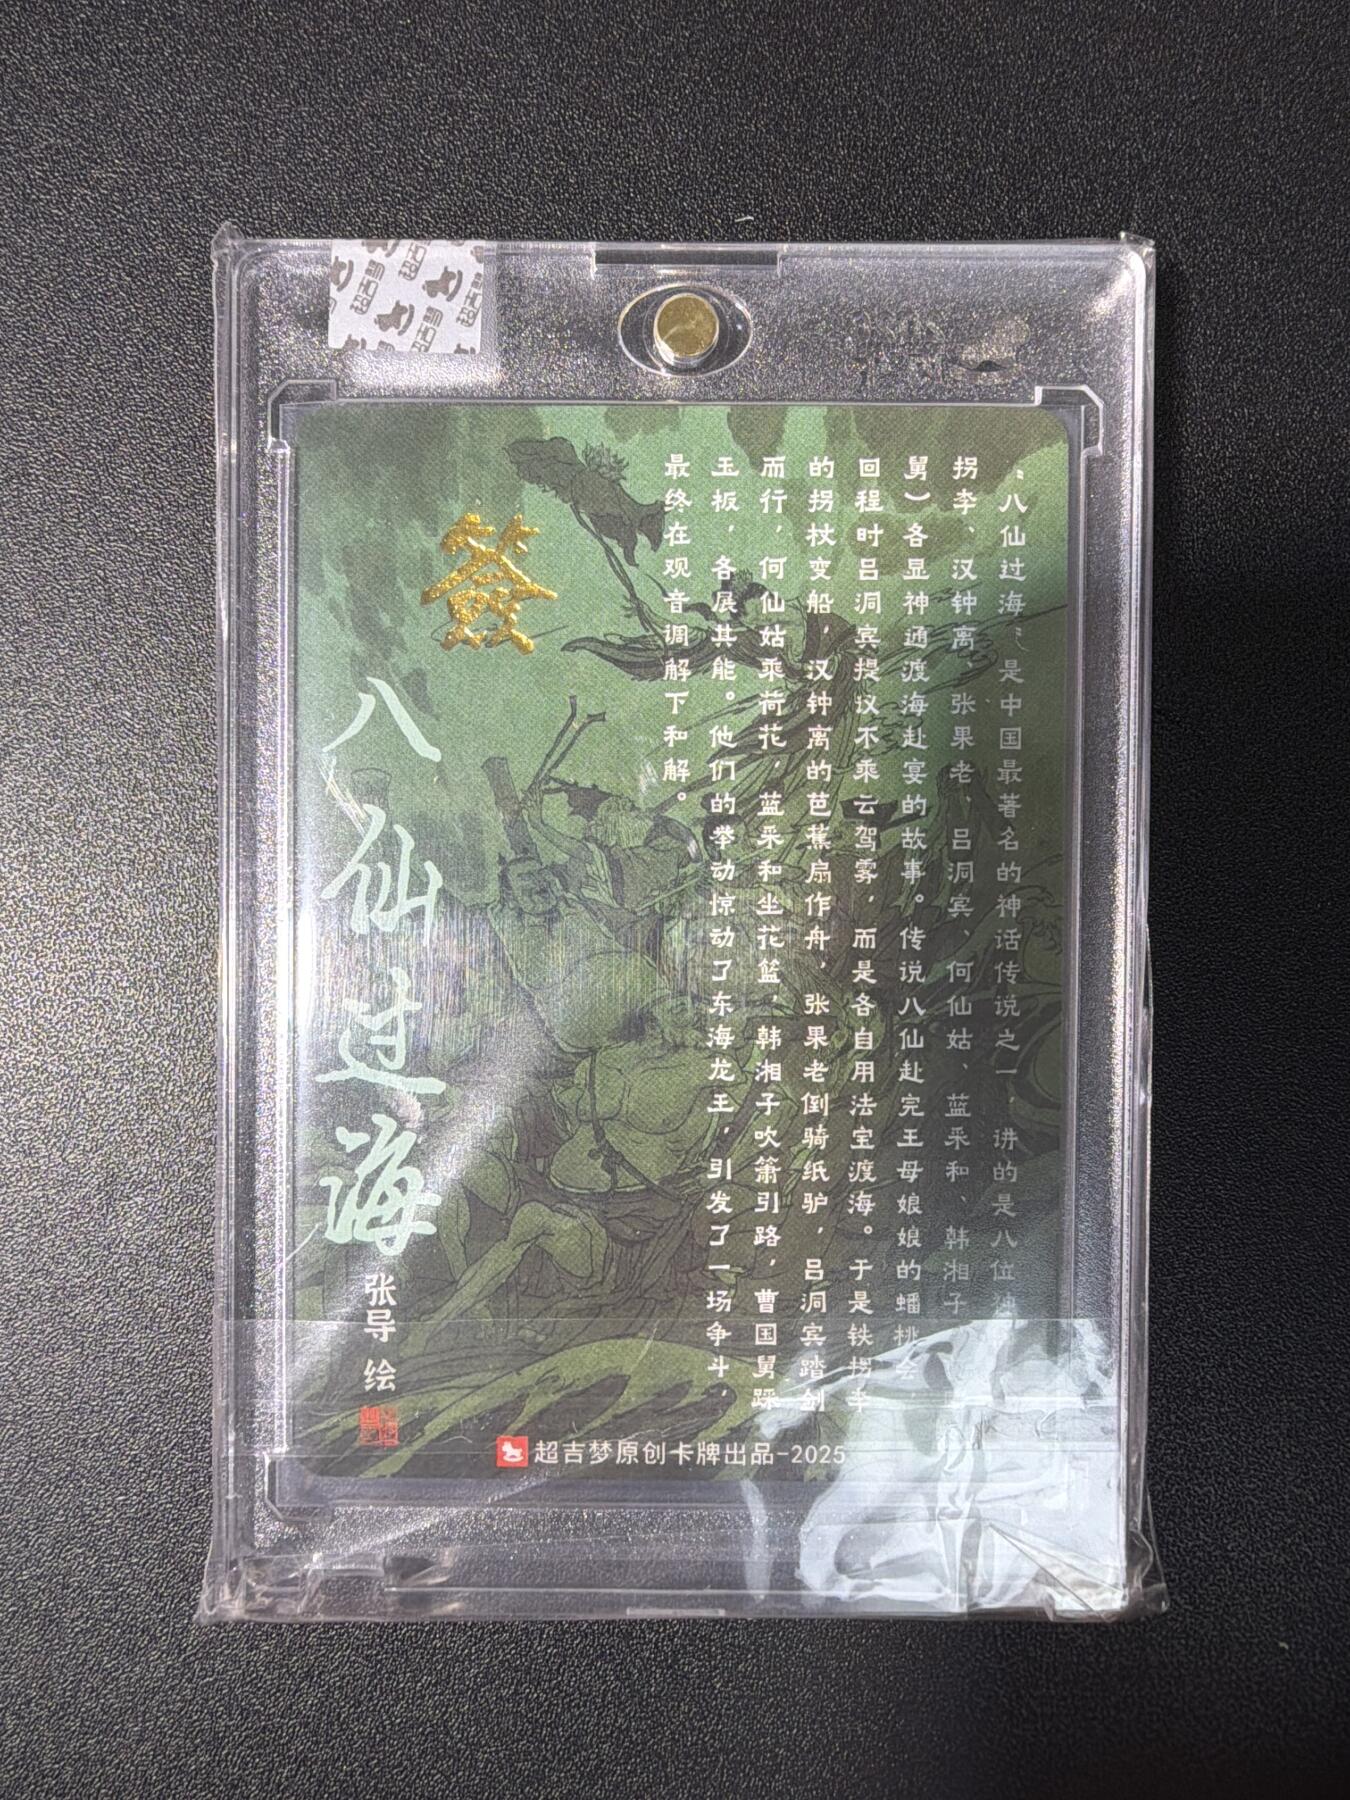 “八仙过海”是中国最著名的神话传说之一，讲的是八位神
拐李、汉钟离、张果老、吕洞宾、何仙姑、蓝采和、韩湘子
舅）各显神通渡海赴宴的故事。传说八仙赴完王母娘娘的蟠桃会，
回程时吕洞宾提议不乘云驾雾，而是各自用法宝渡海。于是铁拐李
的拐杖变船，汉钟离的芭蕉扇作舟，张果老倒骑纸驴，吕洞宾踏剑
而行，何仙姑乘荷花，蓝采和坐花篮，韩湘子吹箫引路，曹国舅踩
玉板，各展其能。他们的举动惊动了东海龙王，引发了一场争斗，
最终在观音调解下和解。
签
八仙过海
张导 绘
超吉梦原创卡牌出品-2025
超吉梦
超吉梦